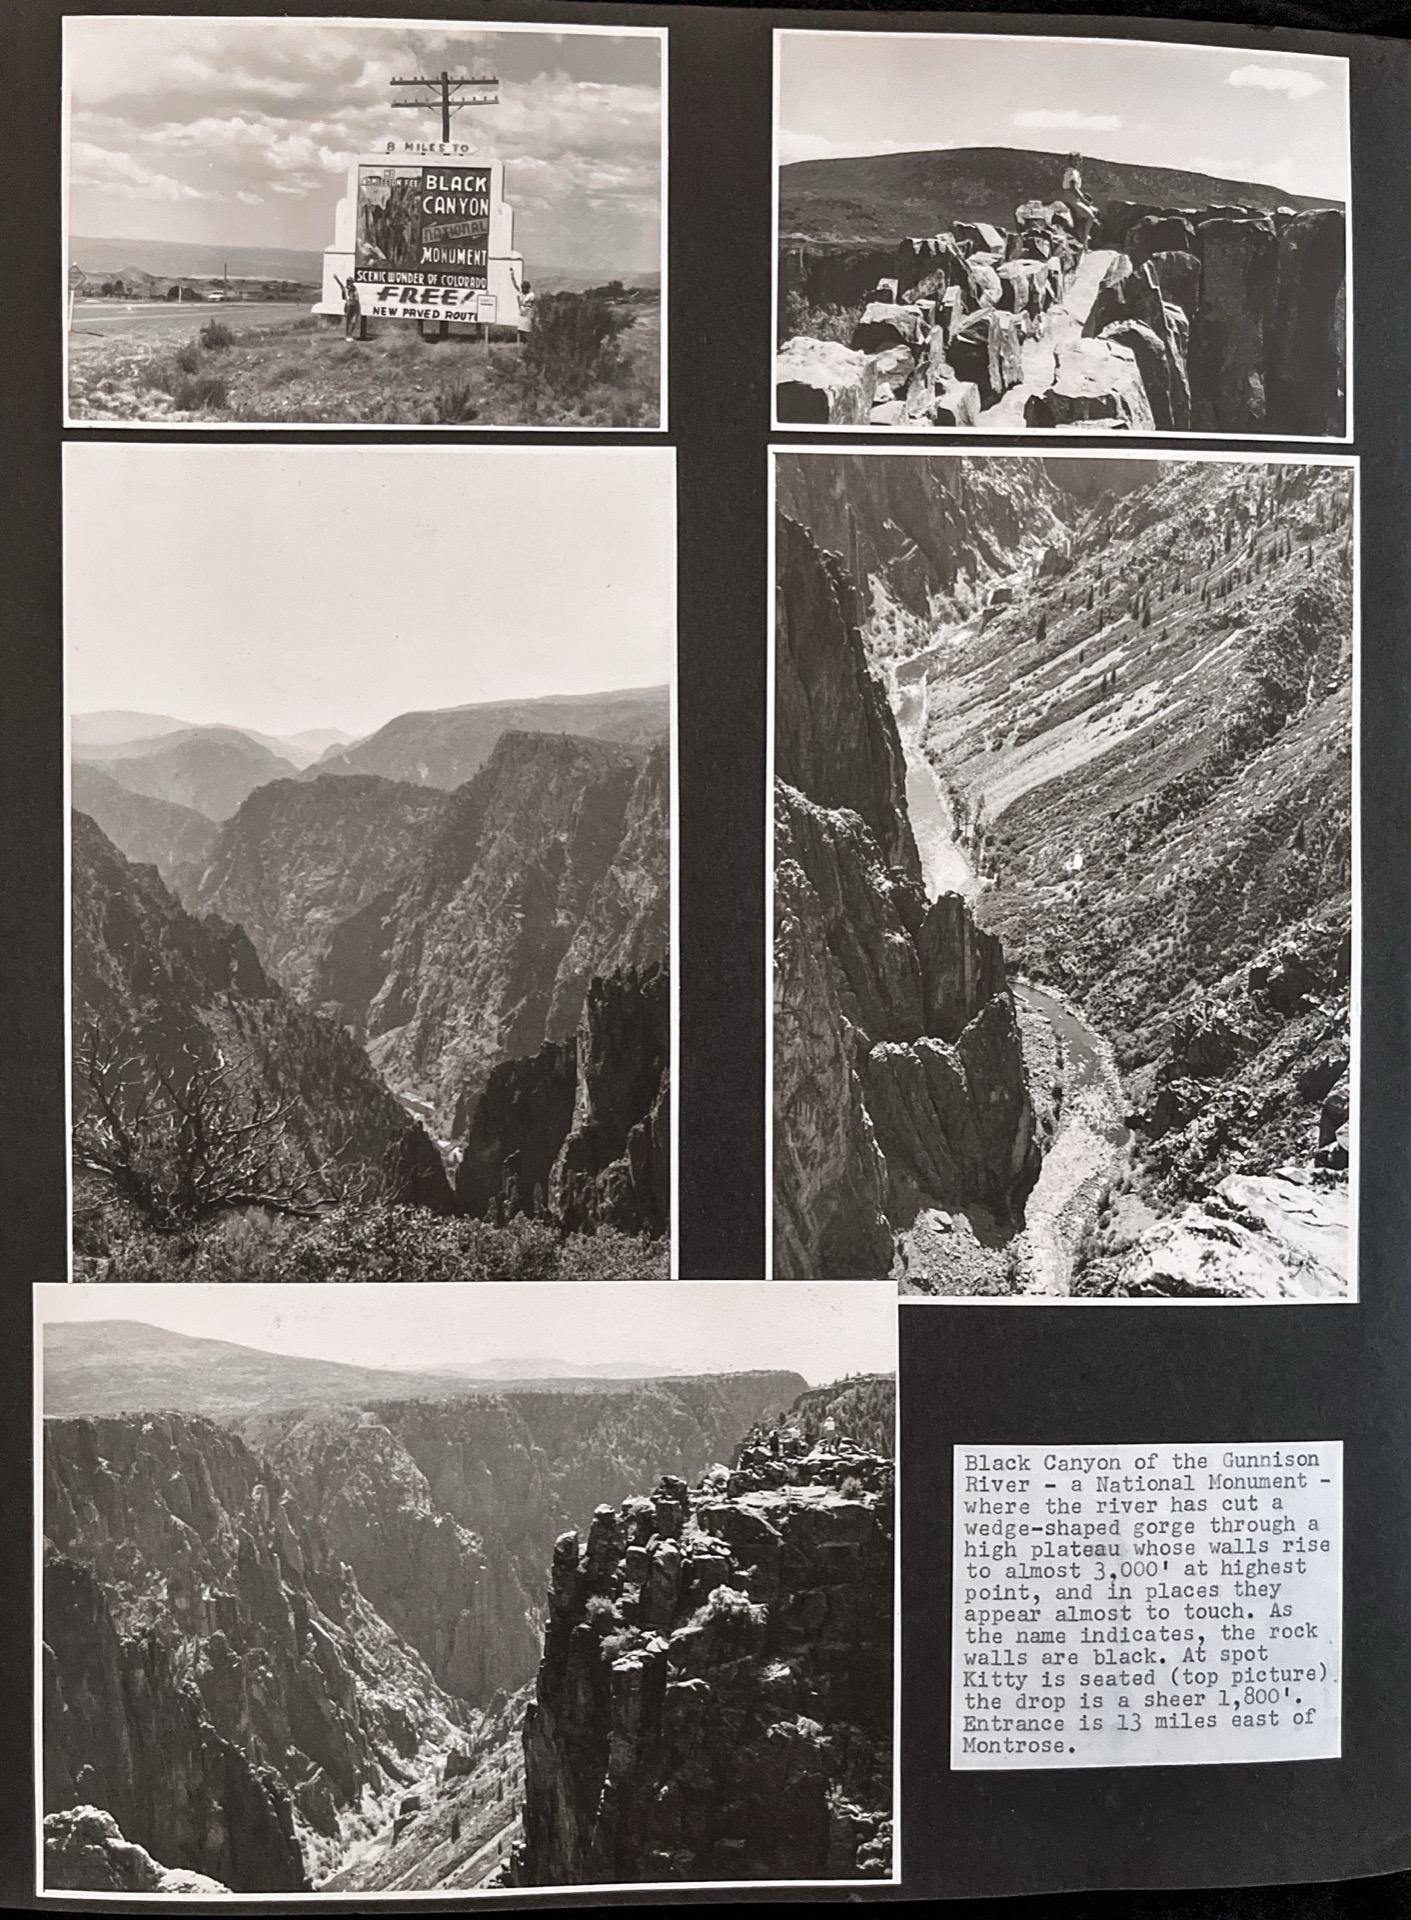 8 MILES TO
NO
ADMISSION FEE
BLACK
CANYON
NATIONAL
MONUMENT
SCENIC WONDER OF COLORADO
FREE!
NEW PAVED ROUTE
Black Canyon of the Gunnison
River - a National Monument -
where the river has cut a
wedge-shaped gorge through a
high plateau whose walls rise
to almost 3,000' at highest
point, and in places they
appear almost to touch. As
the name indicates, the rock
walls are black. At spot
Kitty is seated (top picture)
the drop is a sheer 1,800'.
Entrance is 13 miles east of
Montrose.